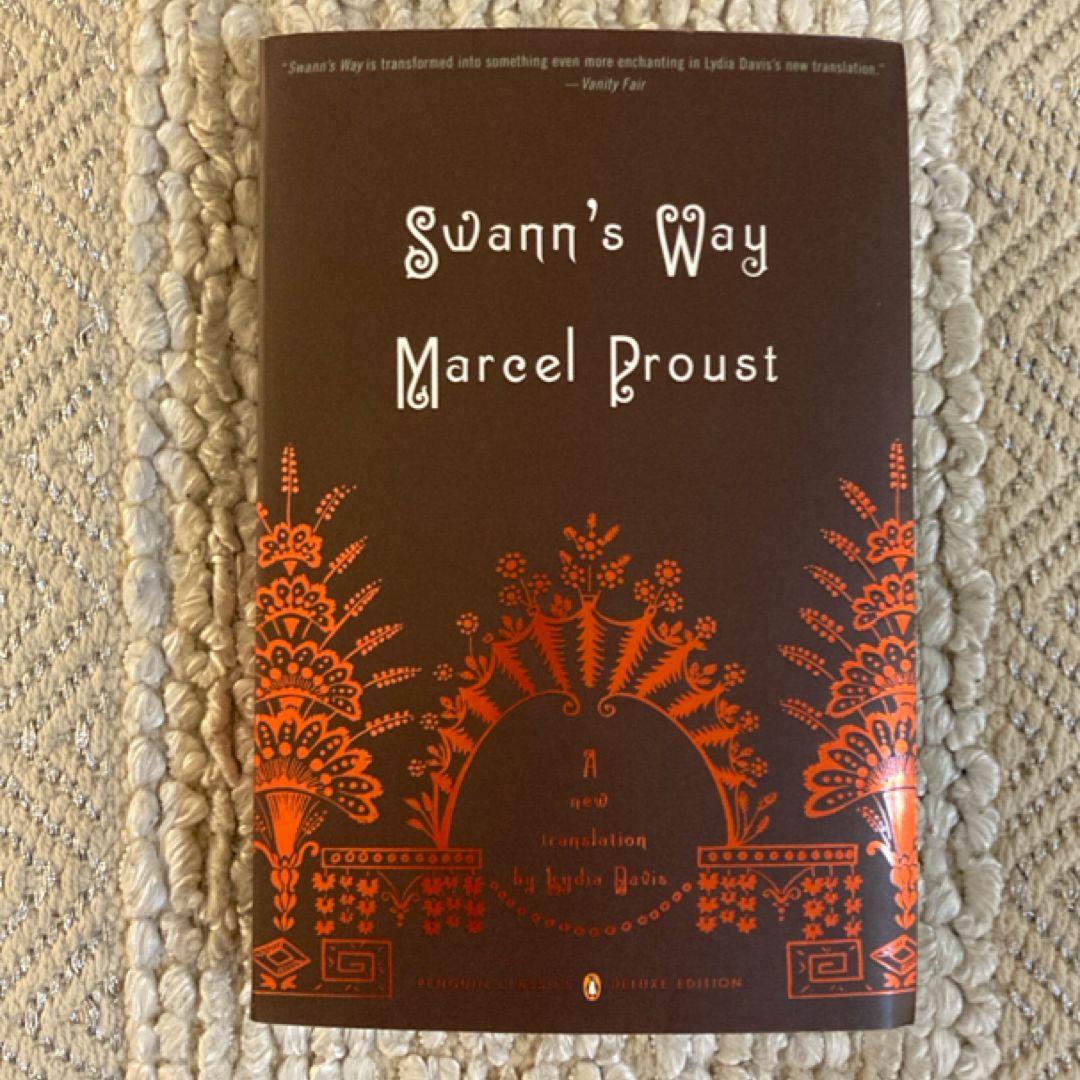 “Swann’s Way is transformed into something even more enchanting in Lydia Davis’s new translation.”
—Vanity Fair
Swann’s Way
Marcel Proust
A
new
translation
by Lydia Davis
PENGUIN CLASSICS DELUXE EDITION